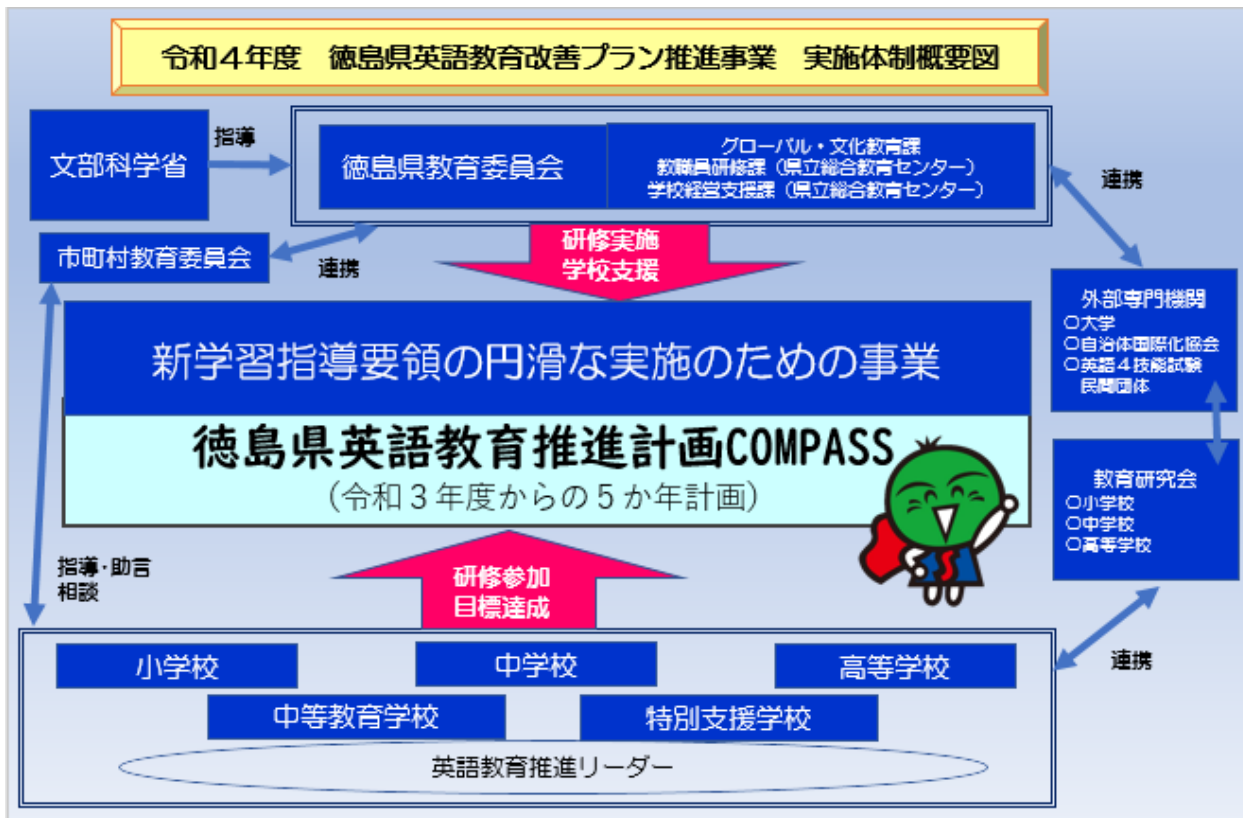 令和４年度　徳島県英語教育改善プラン推進事業　実施体制概要図
文部科学省
指導
徳島県教育委員会
グローバル・文化教育課
教職員研修課（県立総合教育センター）
学校経営支援課（県立総合教育センター）
連携
市町村教育委員会
連携
研修実施
学校支援
外部専門機関
○大学
○自治体国際化協会
○英語４技能試験
民間団体
新学習指導要領の円滑な実施のための事業
徳島県英語教育推進計画COMPASS
（令和３年度からの５か年計画）
教育研究会
○小学校
○中学校
○高等学校
指導・助言
相談
研修参加
目標達成
連携
小学校
中学校
高等学校
中等教育学校
特別支援学校
英語教育推進リーダー